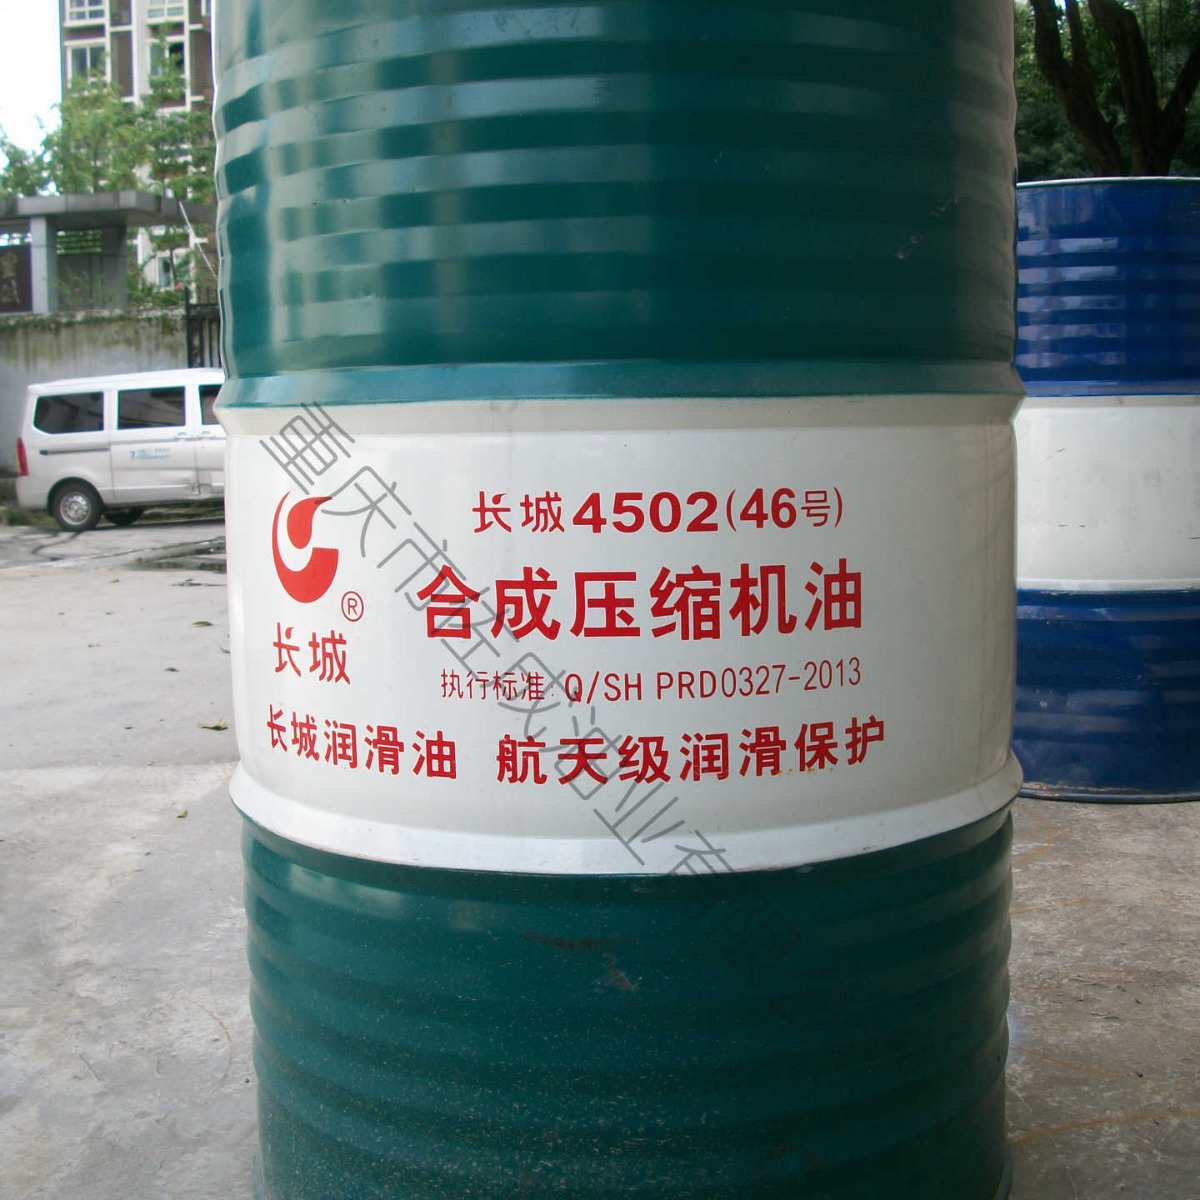 长城4502(46号)
合成压缩机油
®
长城
执行标准：Q/SH PRD0327-2013
长城润滑油 航天级润滑保护